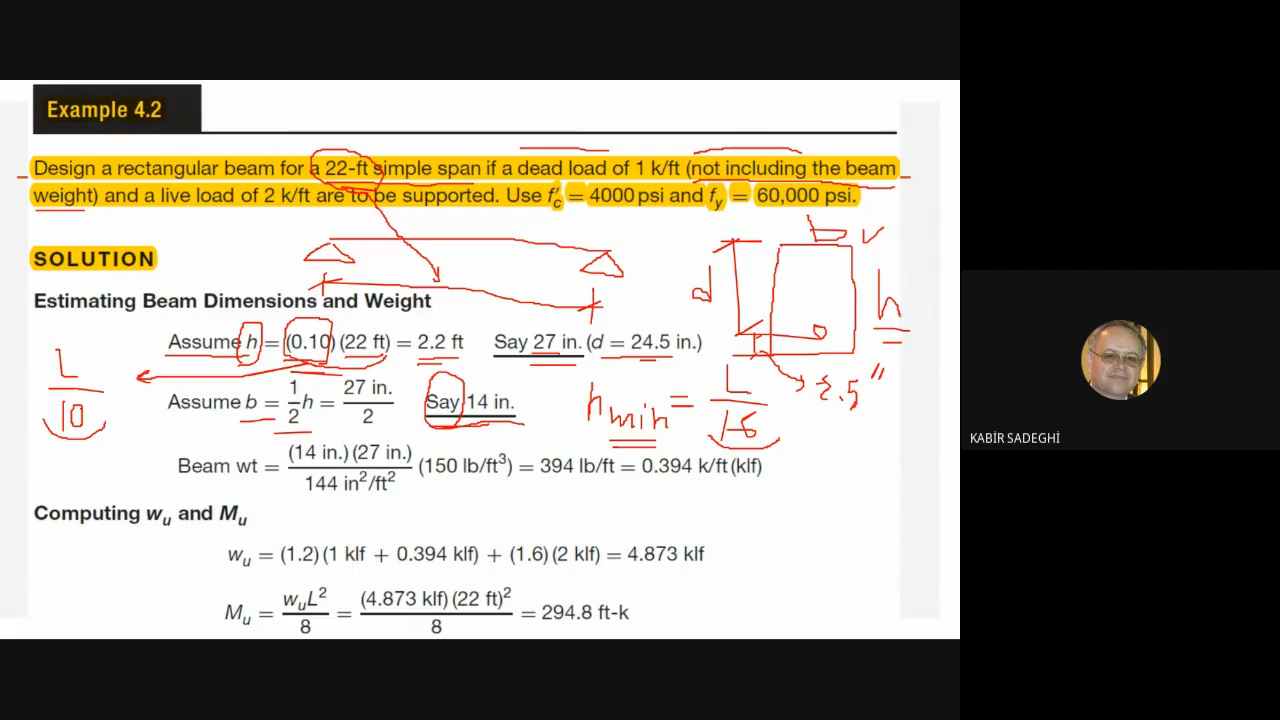 Example 4.2
Design a rectangular beam for a 22-ft simple span if a dead load of 1 k/ft (not including the beam
weight) and a live load of 2 k/ft are to be supported. Use f′c = 4000 psi and fy = 60,000 psi.
b
SOLUTION
d
h
Estimating Beam Dimensions and Weight
Assume h = (0.10)(22 ft) = 2.2 ft Say 27 in. (d = 24.5 in.)
L/10
Assume b = 1/2 h = 27 in./2 Say 14 in.
hmin = L/16
2.5"
KABİR SADEGHİ
Beam wt = (14 in.)(27 in.)/144 in²/ft² (150 lb/ft³) = 394 lb/ft = 0.394 k/ft (klf)
Computing wu and Mu
wu = (1.2)(1 klf + 0.394 klf) + (1.6)(2 klf) = 4.873 klf
Mu = wuL²/8 = (4.873 klf)(22 ft)²/8 = 294.8 ft-k